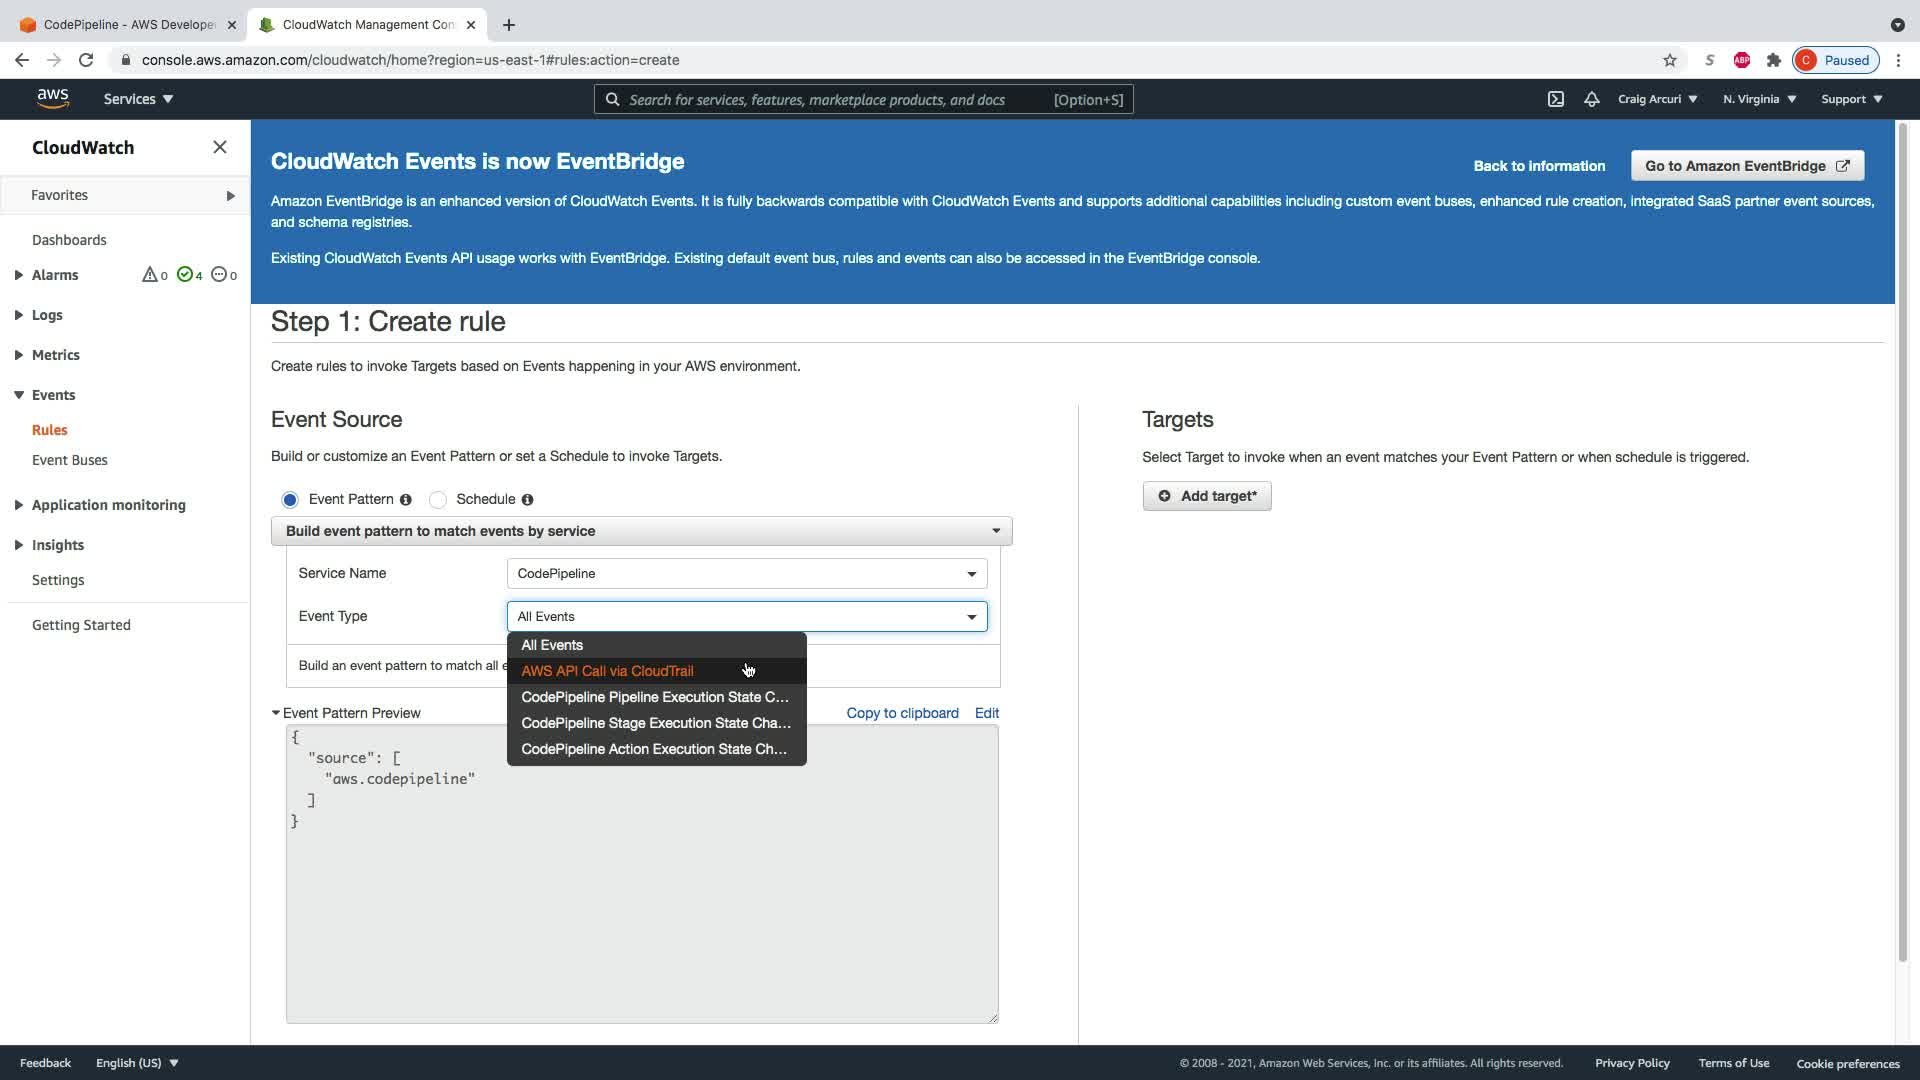 CodePipeline - AWS Develope
CloudWatch Management Con
console.aws.amazon.com/cloudwatch/home?region=us-east-1#rules:action=create
S
ABP
C
Paused
aws
Services
Search for services, features, marketplace products, and docs
[Option+S]
Craig Arcuri
N. Virginia
Support
CloudWatch
Favorites
Dashboards
Alarms
0
4
0
Logs
Metrics
Events
Rules
Event Buses
Application monitoring
Insights
Settings
Getting Started
CloudWatch Events is now EventBridge
Back to information
Go to Amazon EventBridge
Amazon EventBridge is an enhanced version of CloudWatch Events. It is fully backwards compatible with CloudWatch Events and supports additional capabilities including custom event buses, enhanced rule creation, integrated SaaS partner event sources,
and schema registries.
Existing CloudWatch Events API usage works with EventBridge. Existing default event bus, rules and events can also be accessed in the EventBridge console.
Step 1: Create rule
Create rules to invoke Targets based on Events happening in your AWS environment.
Event Source
Build or customize an Event Pattern or set a Schedule to invoke Targets.
Event Pattern
Schedule
Build event pattern to match events by service
Service Name
CodePipeline
Event Type
All Events
All Events
AWS API Call via CloudTrail
CodePipeline Pipeline Execution State C...
CodePipeline Stage Execution State Cha...
CodePipeline Action Execution State Ch...
Build an event pattern to match all e
Event Pattern Preview
Copy to clipboard
Edit
{
"source": [
"aws.codepipeline"
]
}
Targets
Select Target to invoke when an event matches your Event Pattern or when schedule is triggered.
Add target*
Feedback
English (US)
© 2008 - 2021, Amazon Web Services, Inc. or its affiliates. All rights reserved.
Privacy Policy
Terms of Use
Cookie preferences